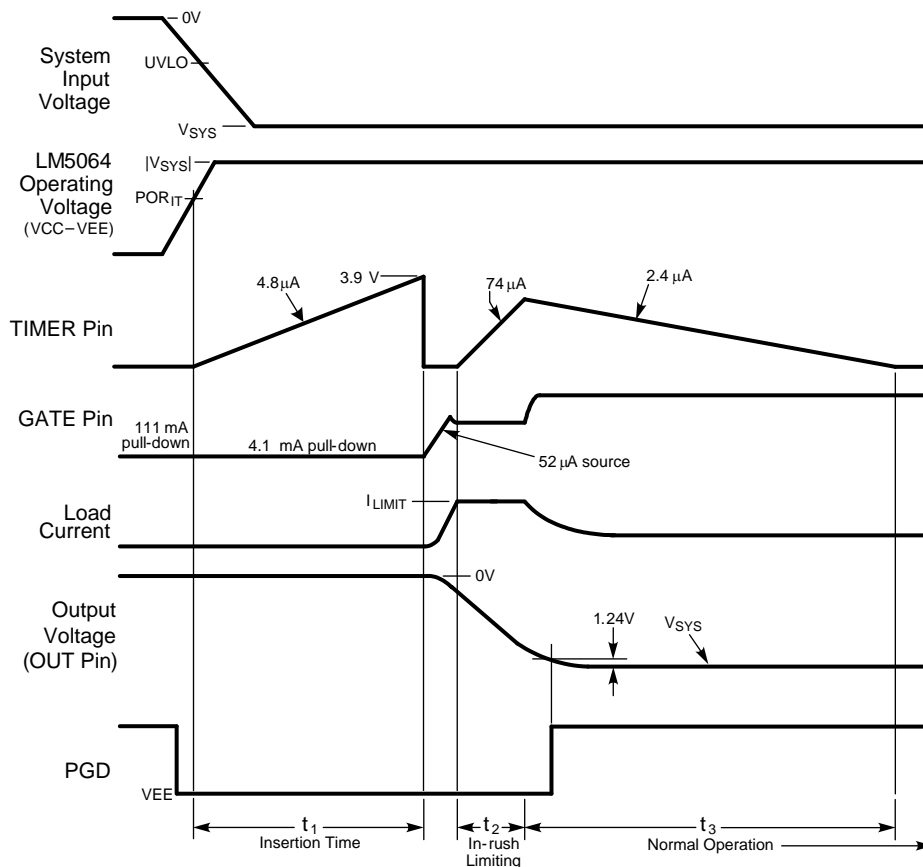 0V
System
Input
Voltage
UVLO
VSYS
LM5064
Operating
Voltage
(VCC–VEE)
|VSYS|
PORIT
TIMER Pin
4.8 μA
3.9 V
74 μA
2.4 μA
GATE Pin
111 mA
pull-down
4.1 mA pull-down
52 μA source
Load
Current
I LIMIT
Output
Voltage
(OUT Pin)
0V
1.24V
VSYS
PGD
VEE
t1
Insertion Time
t2
In-rush
Limiting
t3
Normal Operation